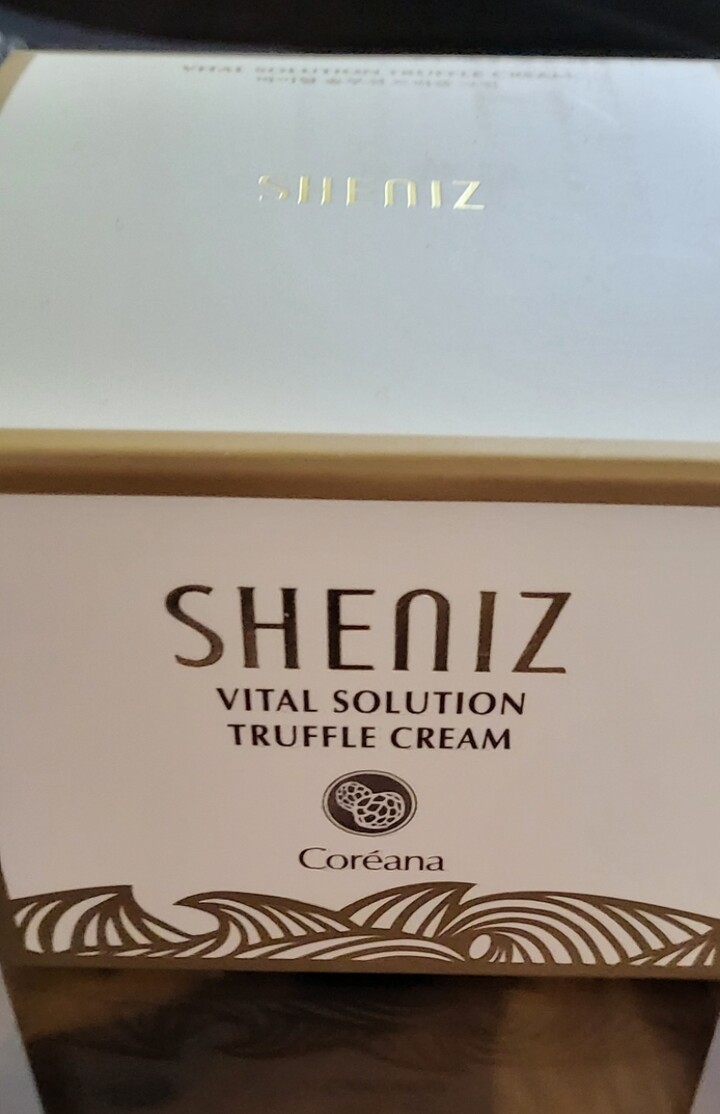 VITAL SOLUTION TRUFFLE CREAM
SHENIZ
SHENIZ
VITAL SOLUTION
TRUFFLE CREAM
Coréana